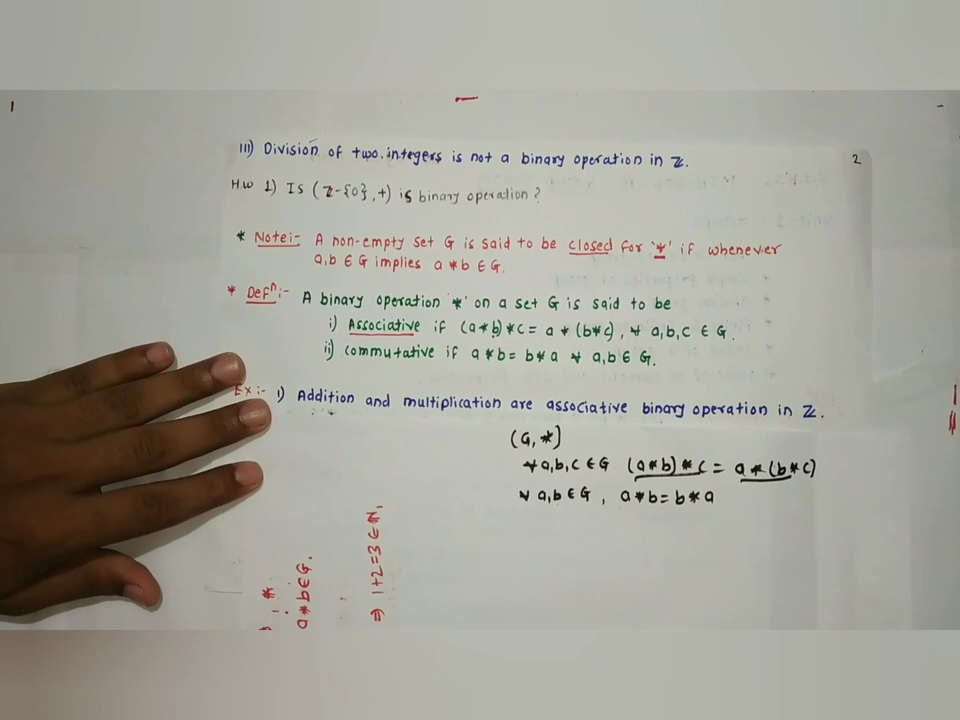 1
2
III) Division of two integers is not a binary operation in Z.
H.W 1) Is (Z-{0}, +) is binary operation?
* Note:- A non-empty set G is said to be closed for '*' if whenever
a,b ∈ G implies a * b ∈ G.
* Defⁿ:- A binary operation '*' on a set G is said to be
i) Associative if (a*b)*c = a*(b*c), ∀ a,b,c ∈ G.
ii) commutative if a*b = b*a ∀ a,b ∈ G.
Ex:- 1) Addition and multiplication are associative binary operation in Z.
(G, *)
∀ a,b,c ∈ G (a*b)*c = a*(b*c)
∀ a,b ∈ G, a*b = b*a
a*b ∈ G.
⇒ 1+2=3 ∈ N.